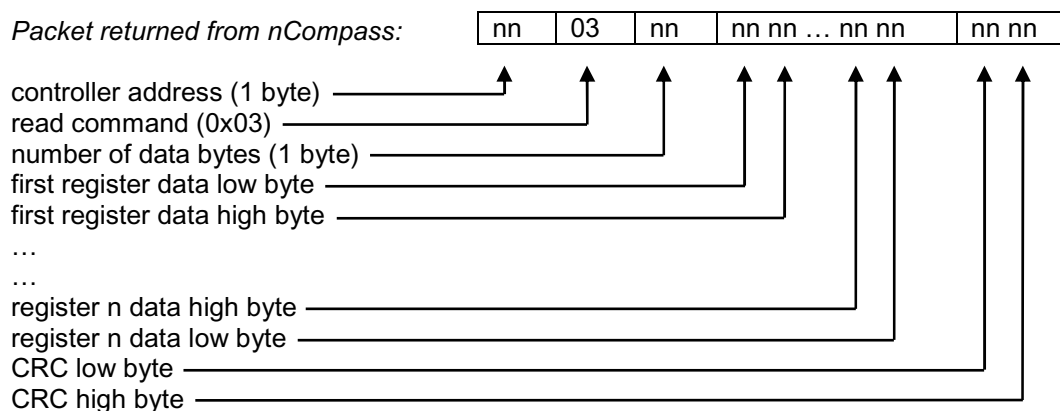 Packet returned from nCompass: nn 03 nn nn nn … nn nn nn nn
controller address (1 byte)
read command (0x03)
number of data bytes (1 byte)
first register data low byte
first register data high byte
…
…
register n data high byte
register n data low byte
CRC low byte
CRC high byte